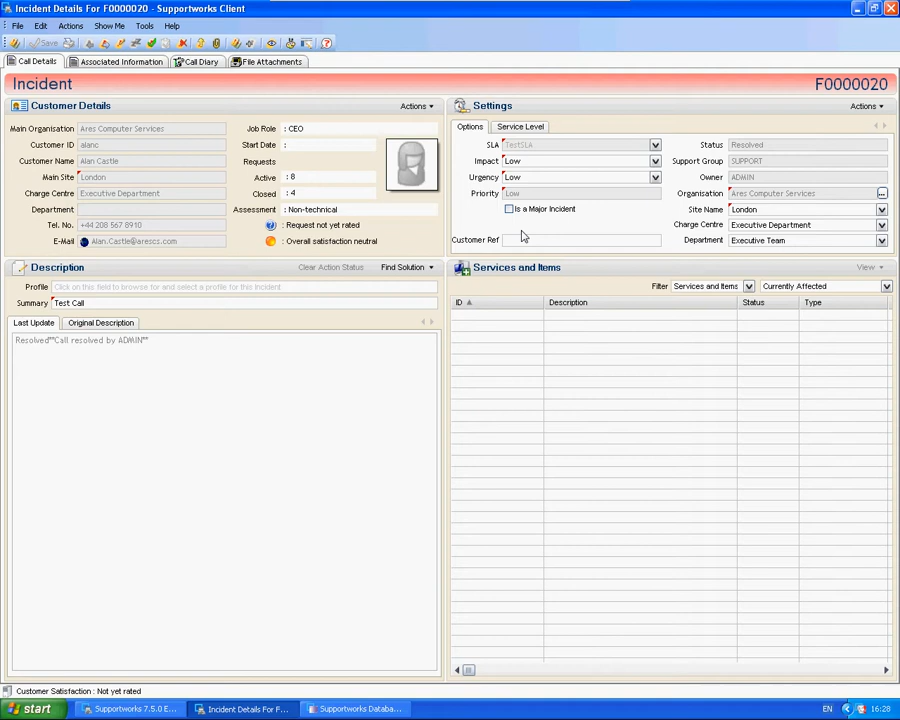 Incident Details For F0000020 - Supportworks Client
File Edit Actions Show Me Tools Help
Save
Call Details Associated Information Call Diary File Attachments
Incident F0000020
Customer Details Actions
Main Organisation Ares Computer Services
Customer ID alanc
Customer Name Alan Castle
Main Site London
Charge Centre Executive Department
Department
Tel. No. +44 208 567 8910
E-Mail Alan.Castle@arescs.com
Job Role : CEO
Start Date :
Requests
Active : 8
Closed : 4
Assessment : Non-technical
: Request not yet rated
: Overall satisfaction neutral
Settings Actions
Options Service Level
SLA TestSLA
Impact Low
Urgency Low
Priority Low
Is a Major Incident
Customer Ref
Status Resolved
Support Group SUPPORT
Owner ADMIN
Organisation Ares Computer Services ...
Site Name London
Charge Centre Executive Department
Department Executive Team
Description Clear Action Status Find Solution
Profile Click on this field to browse for and select a profile for this Incident
Summary Test Call
Last Update Original Description
Resolved**Call resolved by ADMIN**
Services and Items View
Filter Services and Items Currently Affected
ID Description Status Type
Customer Satisfaction : Not yet rated
start Supportworks 7.5.0 E... Incident Details For F... Supportworks Databa... EN 16:28